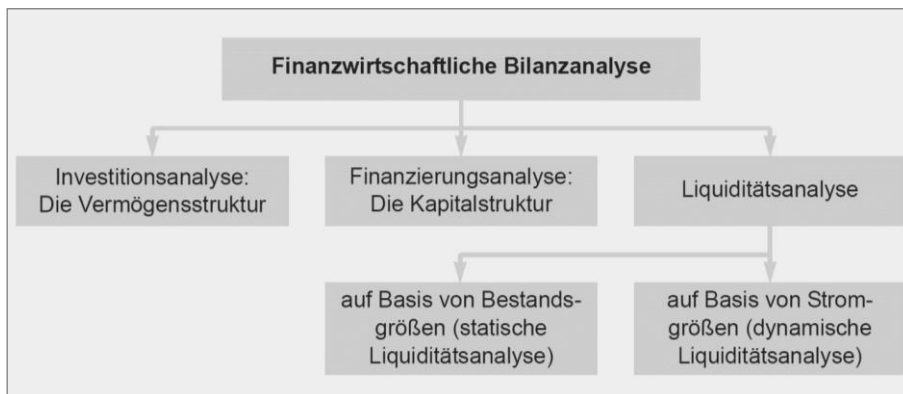 Finanzwirtschaftliche Bilanzanalyse
Investitionsanalyse:
Die Vermögensstruktur
Finanzierungsanalyse:
Die Kapitalstruktur
Liquiditätsanalyse
auf Basis von Bestands-
größen (statische
Liquiditätsanalyse)
auf Basis von Strom-
größen (dynamische
Liquiditätsanalyse)